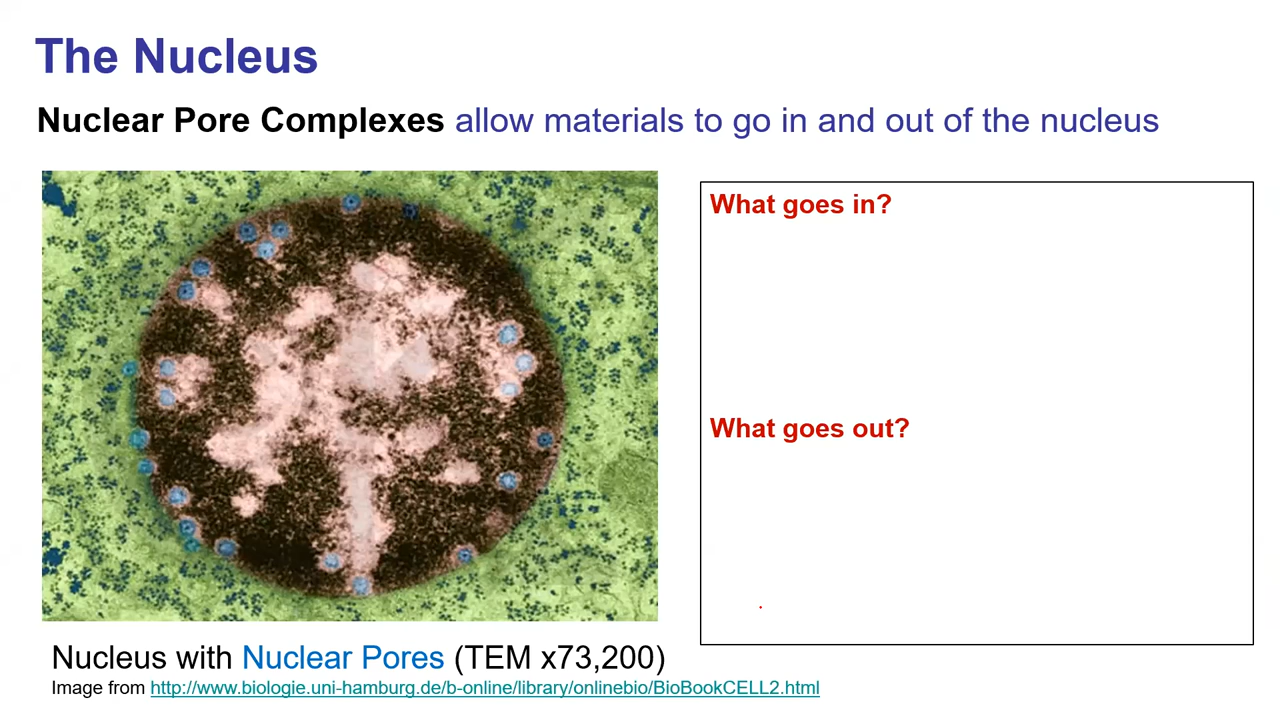 The Nucleus
Nuclear Pore Complexes allow materials to go in and out of the nucleus
What goes in?
What goes out?
Nucleus with Nuclear Pores (TEM x73,200)
Image from http://www.biologie.uni-hamburg.de/b-online/library/onlinebio/BioBookCELL2.html